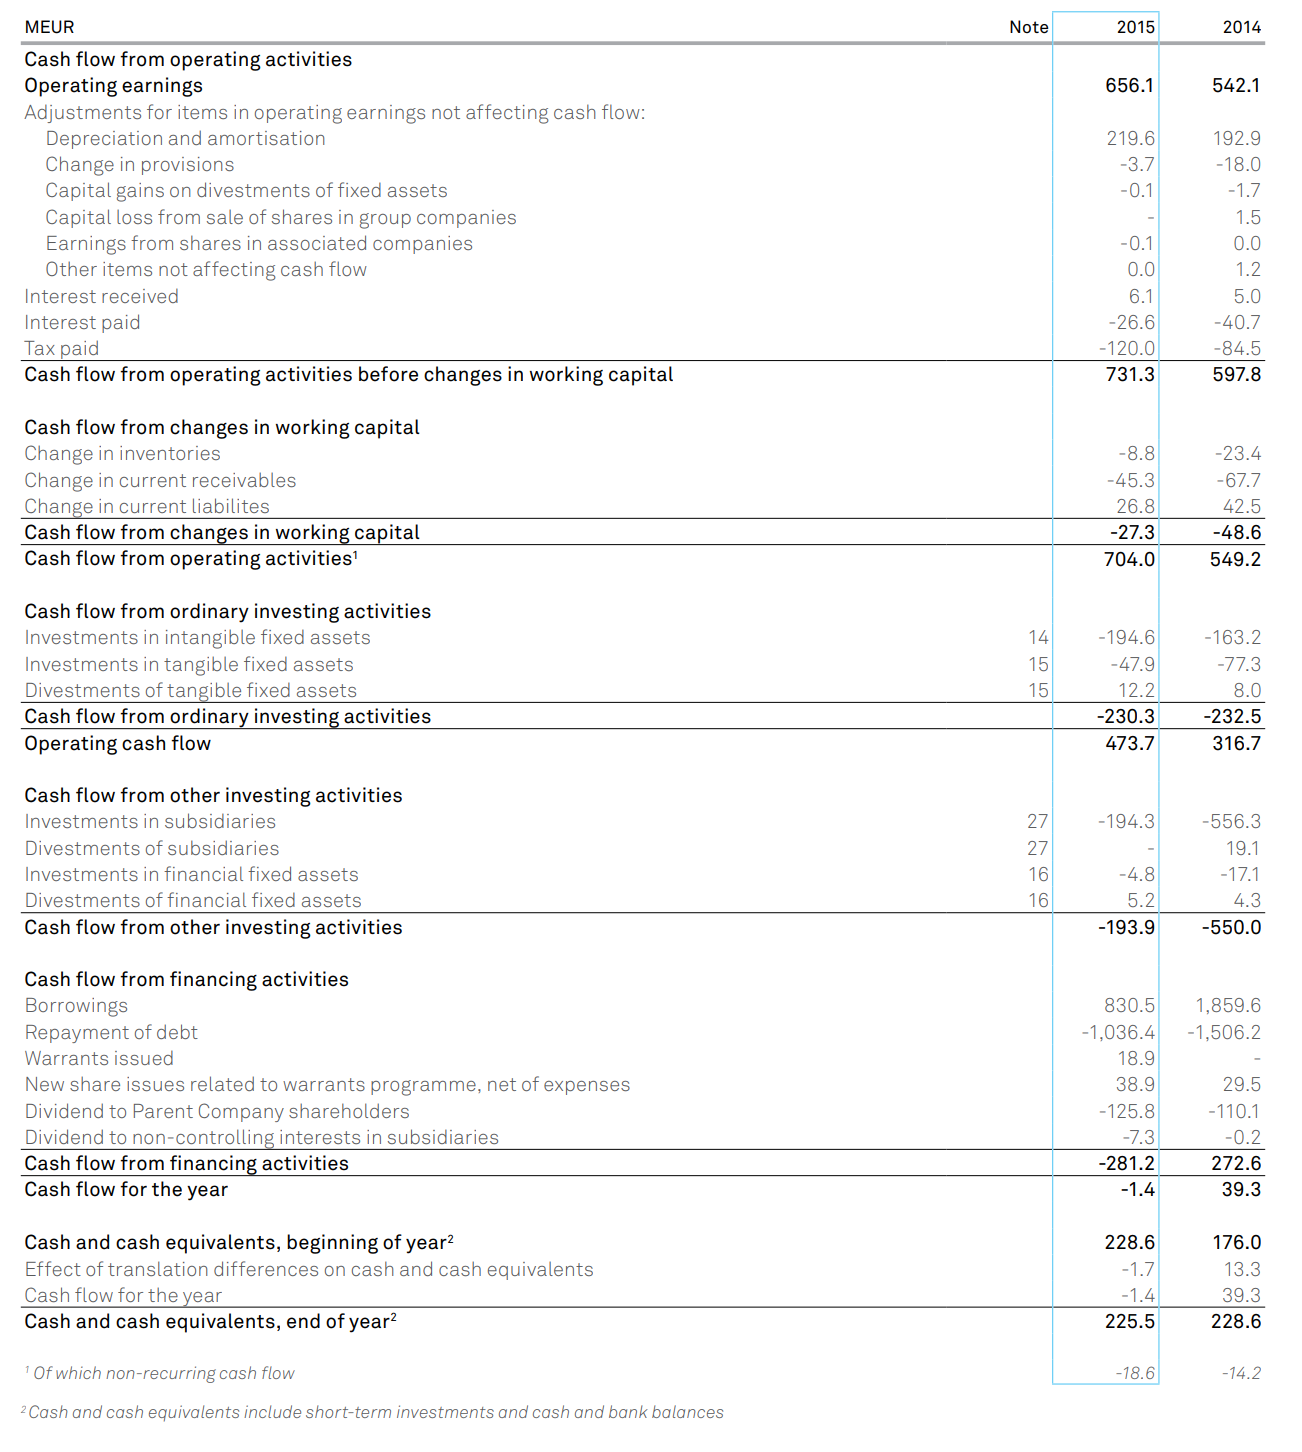 MEUR Note 2015 2014
Cash flow from operating activities
Operating earnings 656.1 542.1
Adjustments for items in operating earnings not affecting cash flow:
Depreciation and amortisation 219.6 192.9
Change in provisions -3.7 -18.0
Capital gains on divestments of fixed assets -0.1 -1.7
Capital loss from sale of shares in group companies - 1.5
Earnings from shares in associated companies -0.1 0.0
Other items not affecting cash flow 0.0 1.2
Interest received 6.1 5.0
Interest paid -26.6 -40.7
Tax paid -120.0 -84.5
Cash flow from operating activities before changes in working capital 731.3 597.8
Cash flow from changes in working capital
Change in inventories -8.8 -23.4
Change in current receivables -45.3 -67.7
Change in current liabilites 26.8 42.5
Cash flow from changes in working capital -27.3 -48.6
Cash flow from operating activities¹ 704.0 549.2
Cash flow from ordinary investing activities
Investments in intangible fixed assets 14 -194.6 -163.2
Investments in tangible fixed assets 15 -47.9 -77.3
Divestments of tangible fixed assets 15 12.2 8.0
Cash flow from ordinary investing activities -230.3 -232.5
Operating cash flow 473.7 316.7
Cash flow from other investing activities
Investments in subsidiaries 27 -194.3 -556.3
Divestments of subsidiaries 27 - 19.1
Investments in financial fixed assets 16 -4.8 -17.1
Divestments of financial fixed assets 16 5.2 4.3
Cash flow from other investing activities -193.9 -550.0
Cash flow from financing activities
Borrowings 830.5 1,859.6
Repayment of debt -1,036.4 -1,506.2
Warrants issued 18.9 -
New share issues related to warrants programme, net of expenses 38.9 29.5
Dividend to Parent Company shareholders -125.8 -110.1
Dividend to non-controlling interests in subsidiaries -7.3 -0.2
Cash flow from financing activities -281.2 272.6
Cash flow for the year -1.4 39.3
Cash and cash equivalents, beginning of year² 228.6 176.0
Effect of translation differences on cash and cash equivalents -1.7 13.3
Cash flow for the year -1.4 39.3
Cash and cash equivalents, end of year² 225.5 228.6
¹ Of which non-recurring cash flow -18.6 -14.2
² Cash and cash equivalents include short-term investments and cash and bank balances